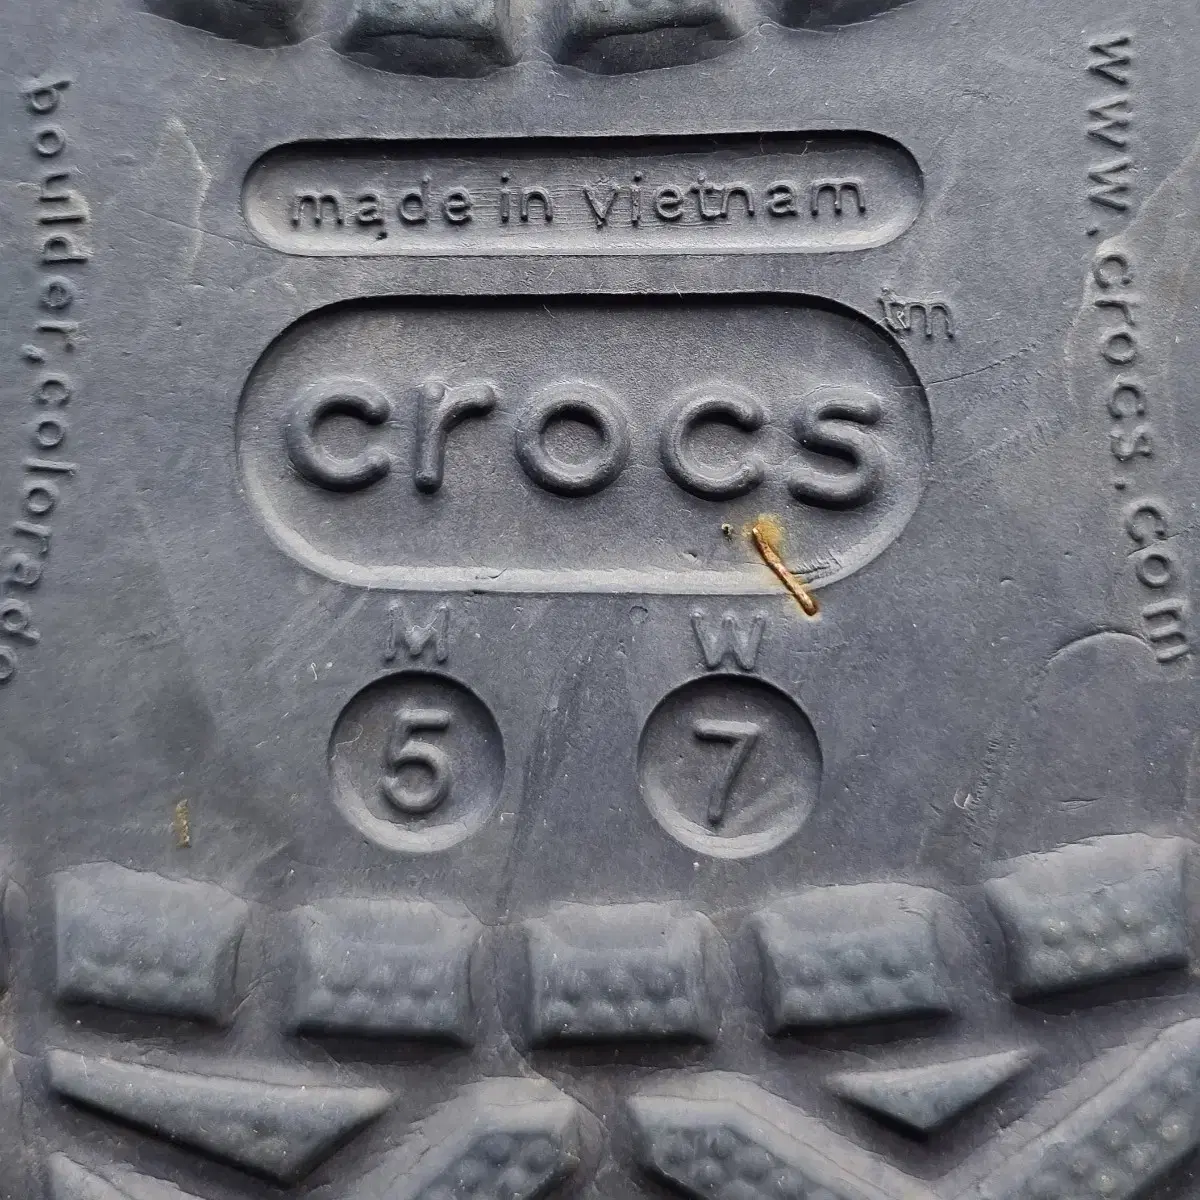 made in vietnam
crocs
tm
M W
5 7
boulder,colorado
www.crocs.com